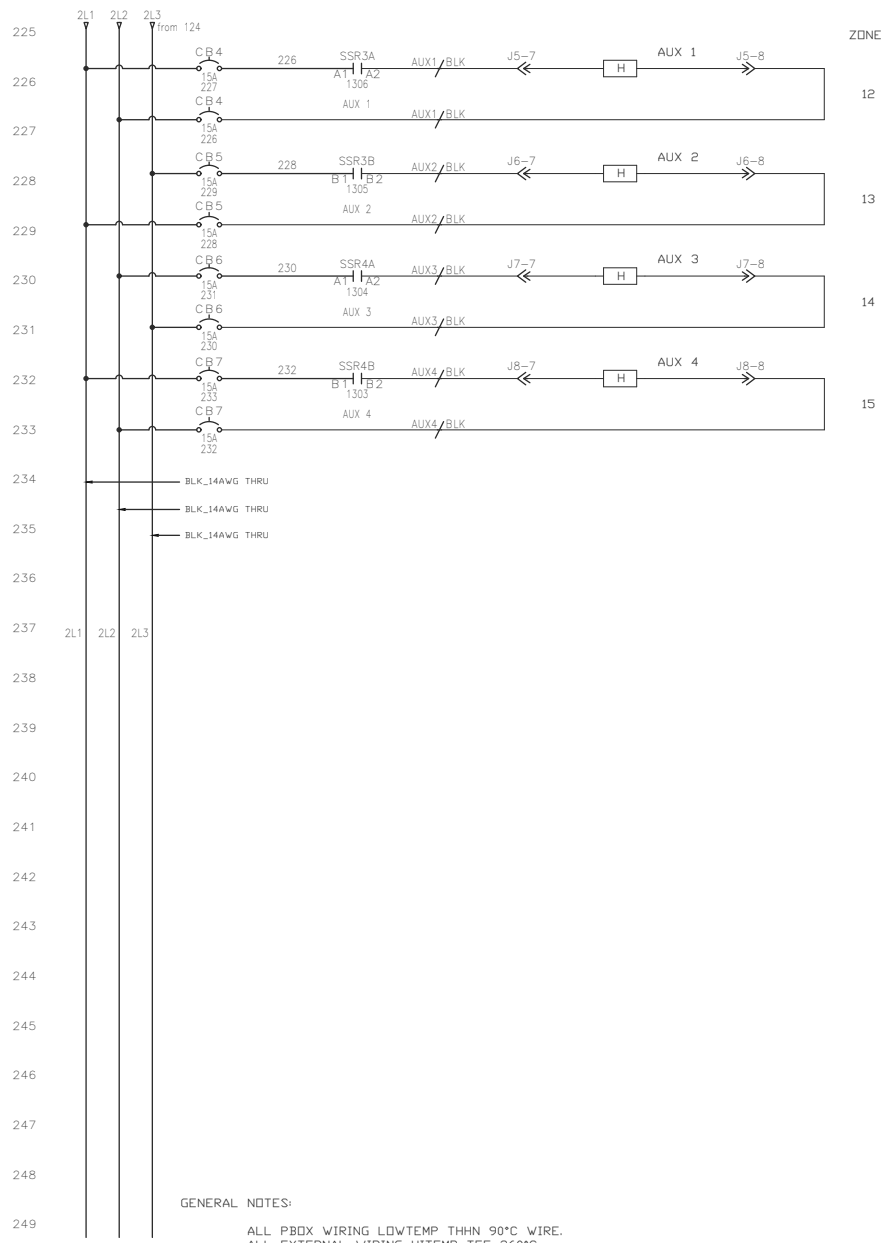 2L1 2L2 2L3
from 124
225
ZONE
CB4 226 SSR3A AUX1/BLK J5-7 AUX 1 J5-8
H
226
15A A1 A2
227 1306
12
CB4 AUX 1 AUX1/BLK
227
15A
226
CB5 228 SSR3B AUX2/BLK J6-7 AUX 2 J6-8
H
228
15A B1 B2
229 1305
13
CB5 AUX 2 AUX2/BLK
229
15A
228
CB6 230 SSR4A AUX3/BLK J7-7 AUX 3 J7-8
H
230
15A A1 A2
231 1304
14
CB6 AUX 3 AUX3/BLK
231
15A
230
CB7 232 SSR4B AUX4/BLK J8-7 AUX 4 J8-8
H
232
15A B1 B2
233 1303
15
CB7 AUX 4 AUX4/BLK
233
15A
232
234
BLK_14AWG THRU
BLK_14AWG THRU
235
BLK_14AWG THRU
236
237
2L1 2L2 2L3
238
239
240
241
242
243
244
245
246
247
248
GENERAL NOTES:
249
ALL PBOX WIRING LOWTEMP THHN 90°C WIRE.